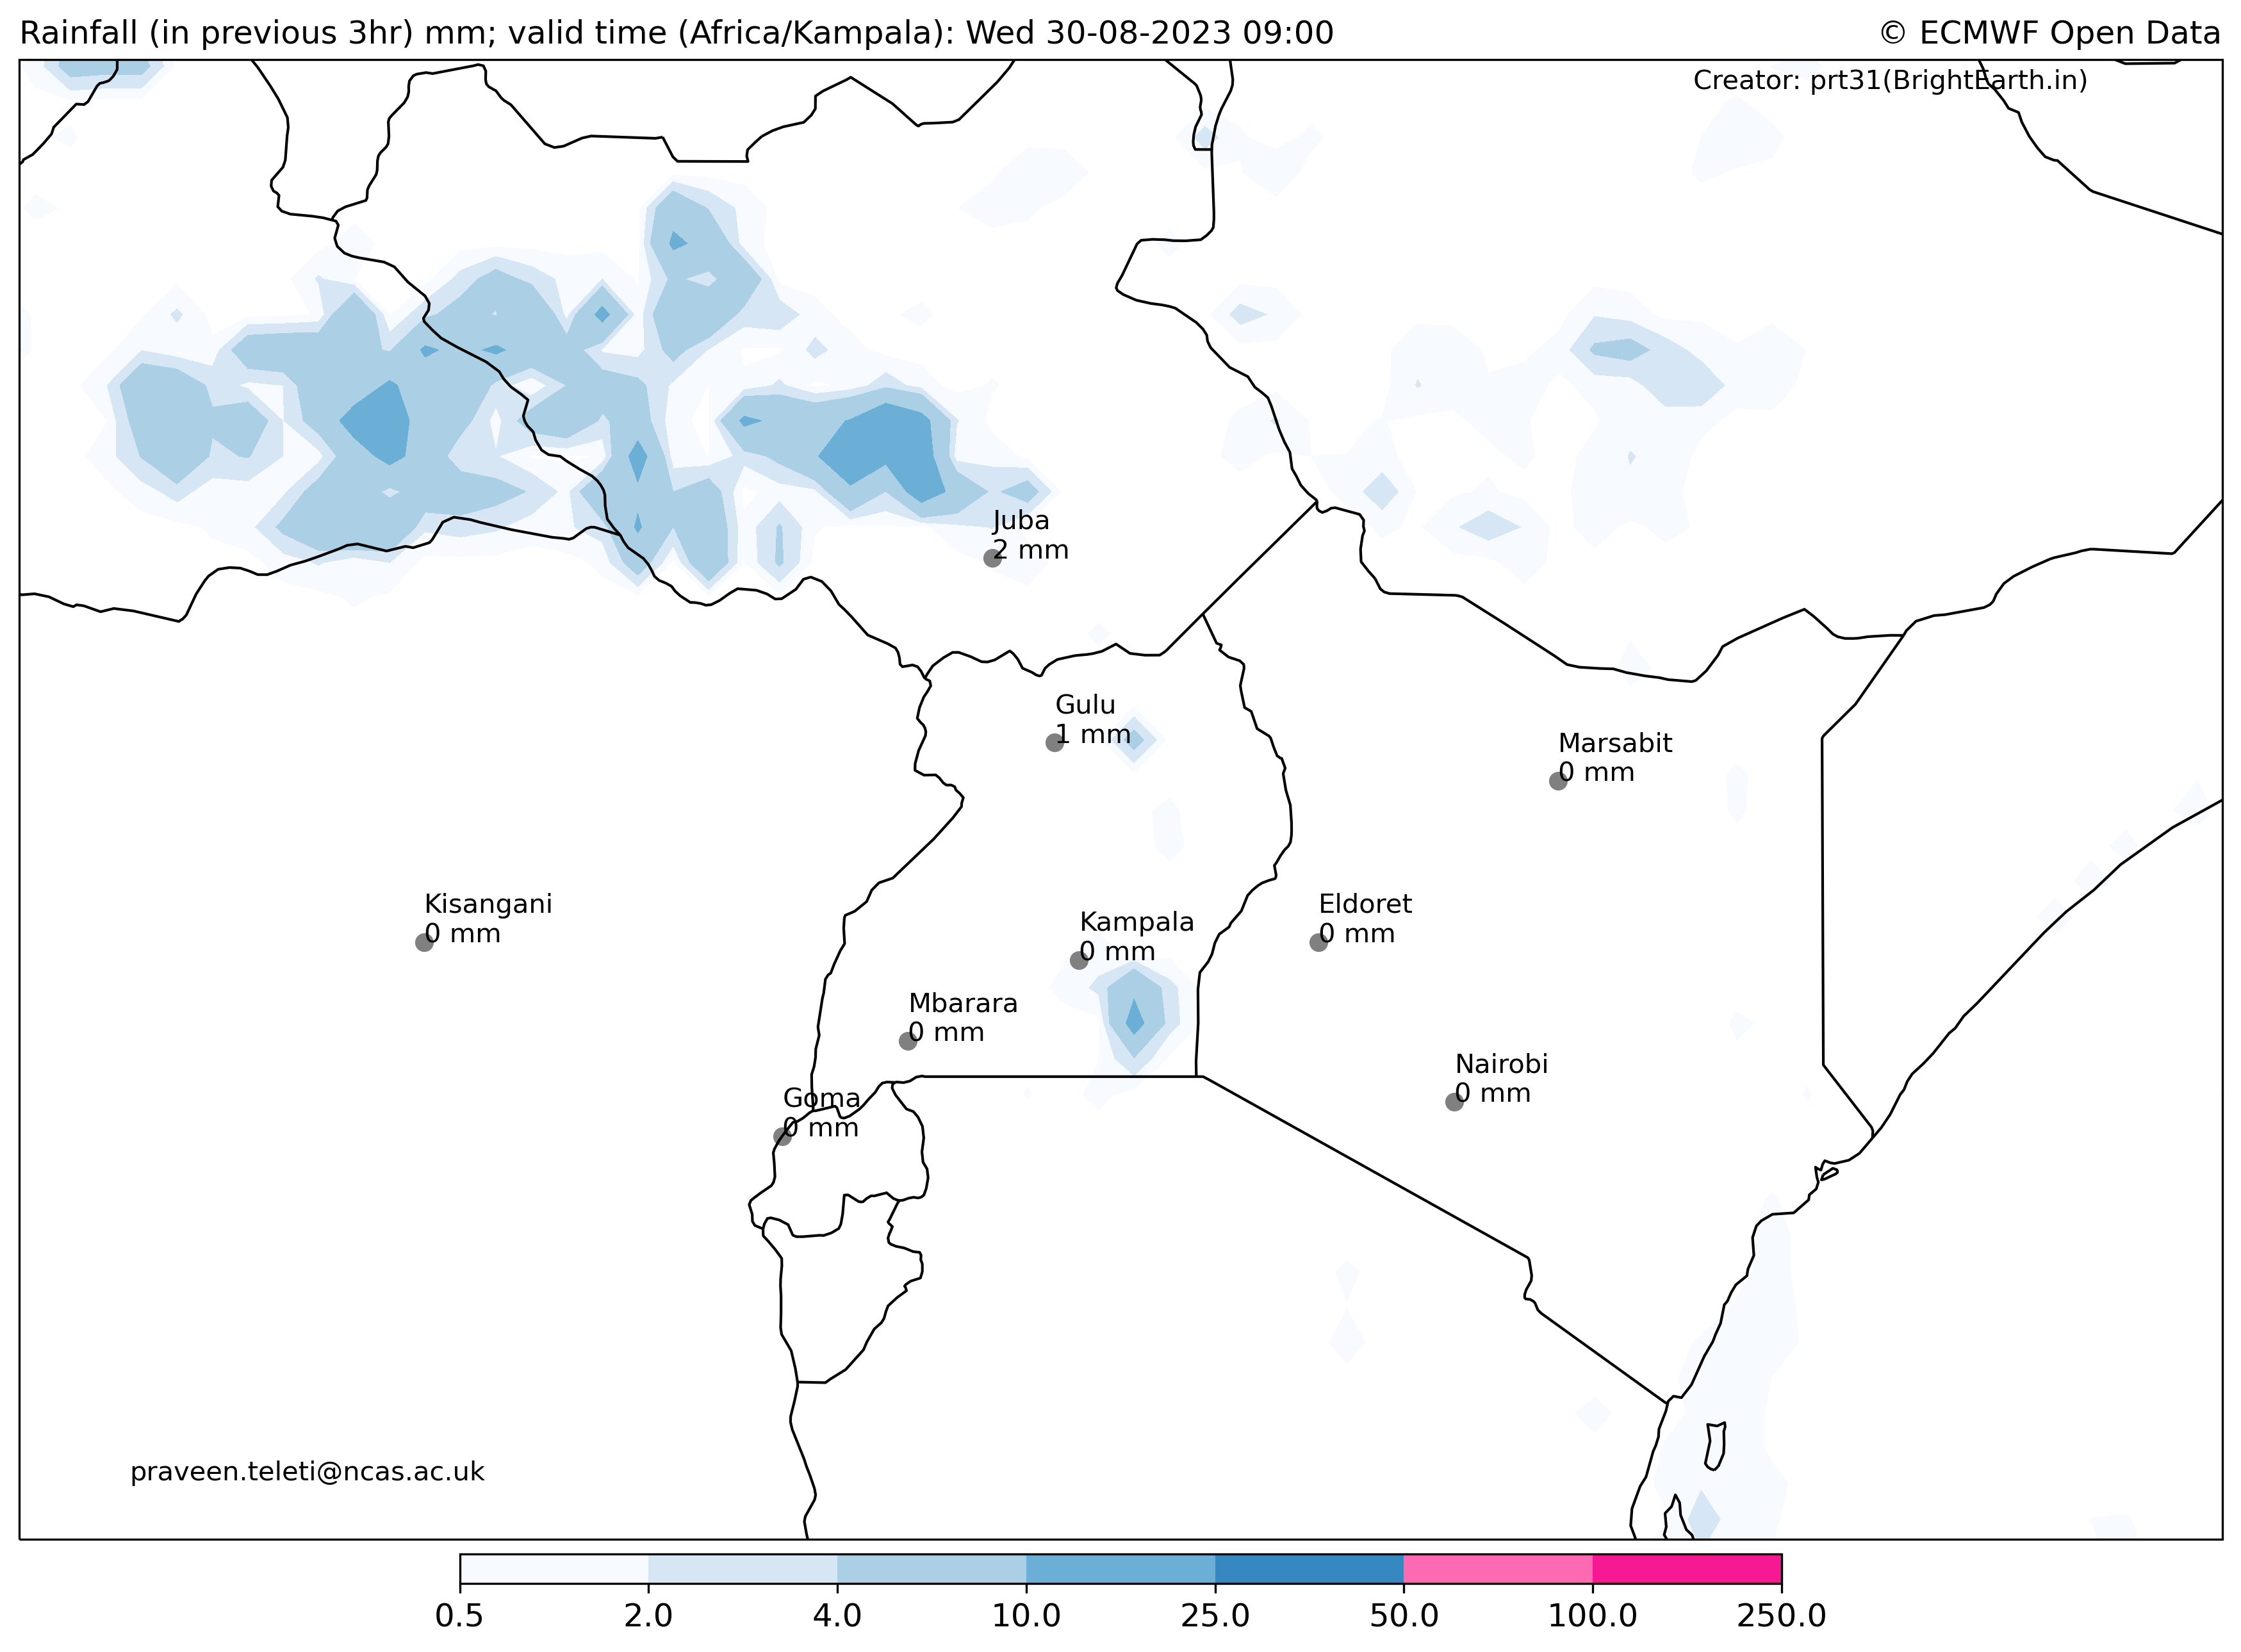 Rainfall (in previous 3hr) mm; valid time (Africa/Kampala): Wed 30-08-2023 09:00
© ECMWF Open Data
Creator: prt31(BrightEarth.in)
Juba
2 mm
Gulu
1 mm
Marsabit
0 mm
Kisangani
0 mm
Kampala
0 mm
Eldoret
0 mm
Mbarara
0 mm
Nairobi
0 mm
Goma
0 mm
praveen.teleti@ncas.ac.uk
0.5 2.0 4.0 10.0 25.0 50.0 100.0 250.0